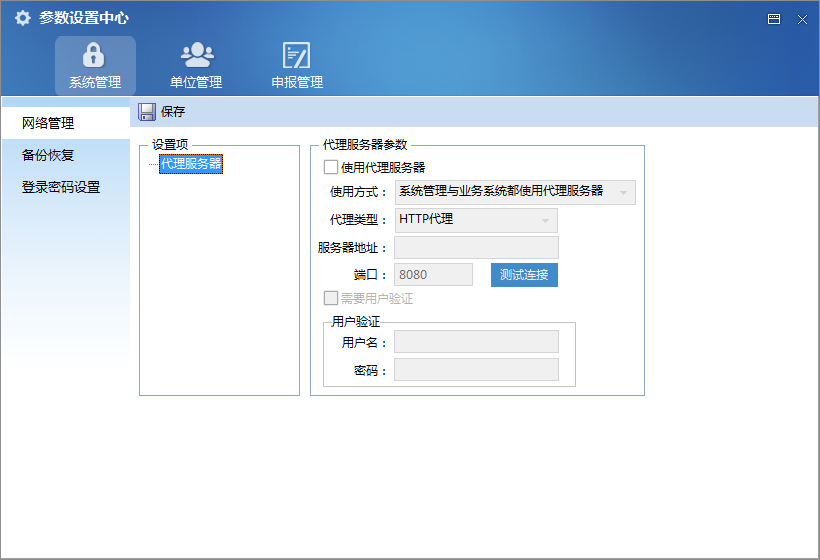 参数设置中心
系统管理
单位管理
申报管理
网络管理
备份恢复
登录密码设置
保存
设置项
代理服务器
代理服务器参数
使用代理服务器
使用方式：
系统管理与业务系统都使用代理服务器
代理类型：
HTTP代理
服务器地址：
端口：
8080
测试连接
需要用户验证
用户验证
用户名：
密码：